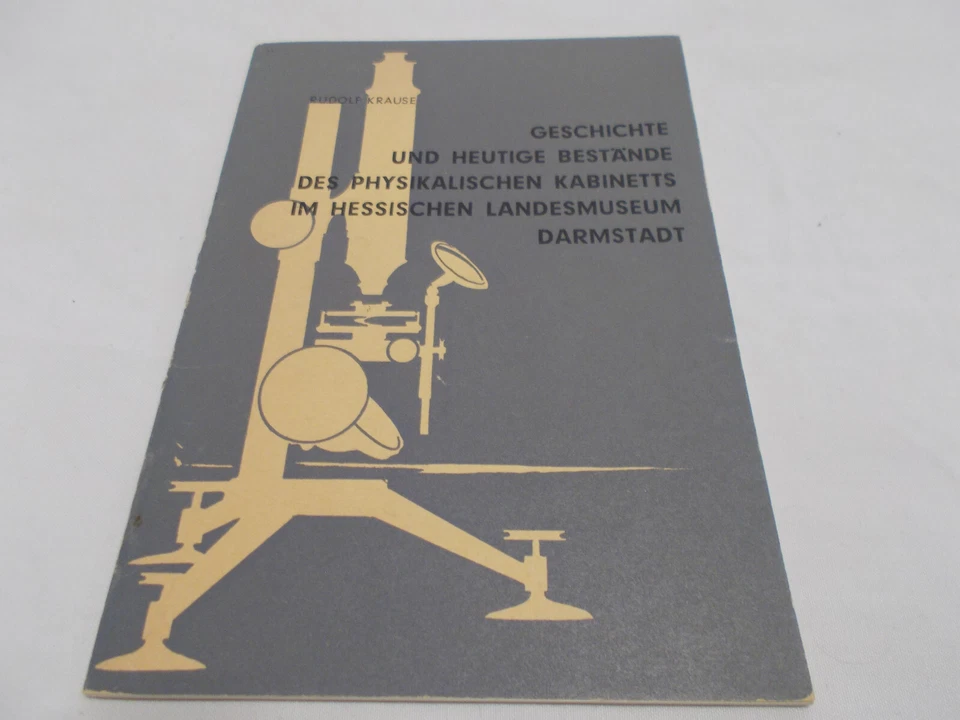 RUDOLF KRAUSE
GESCHICHTE
UND HEUTIGE BESTÄNDE
DES PHYSIKALISCHEN KABINETTS
IM HESSISCHEN LANDESMUSEUM
DARMSTADT